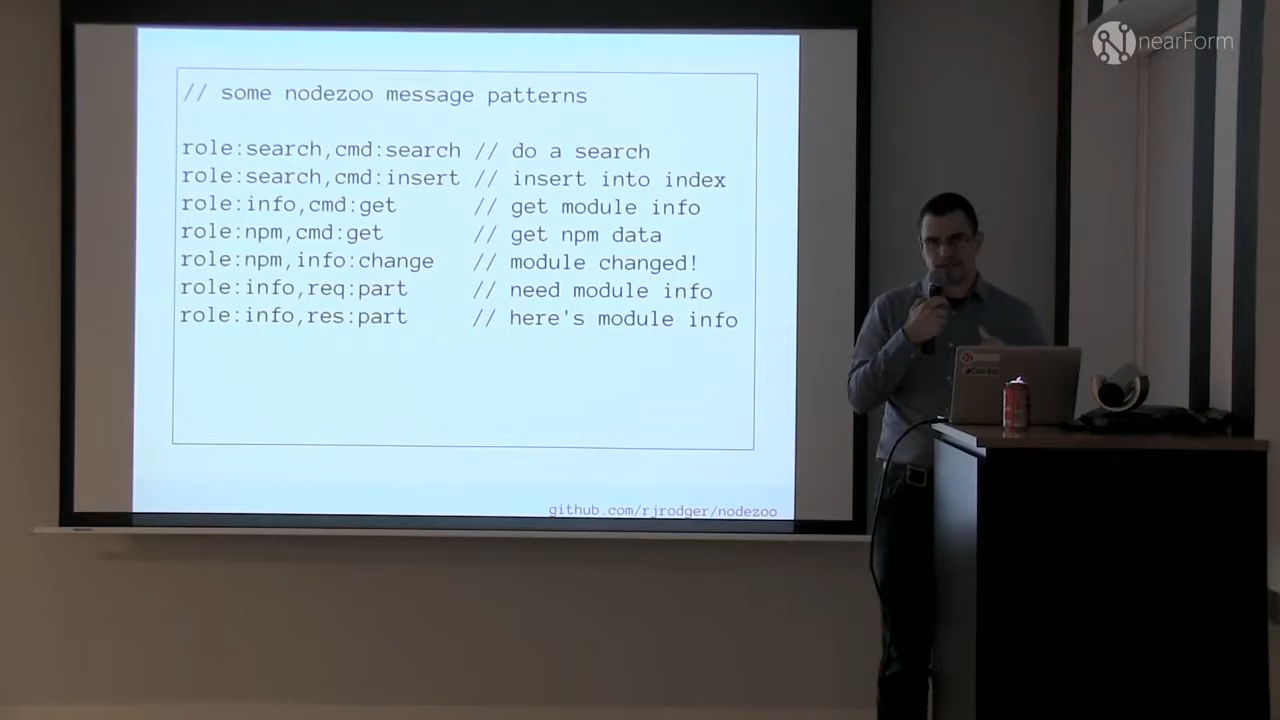 nearForm
// some nodezoo message patterns
role:search,cmd:search // do a search
role:search,cmd:insert // insert into index
role:info,cmd:get // get module info
role:npm,cmd:get // get npm data
role:npm,info:change // module changed!
role:info,req:part // need module info
role:info,res:part // here's module info
github.com/rjrodger/nodezoo